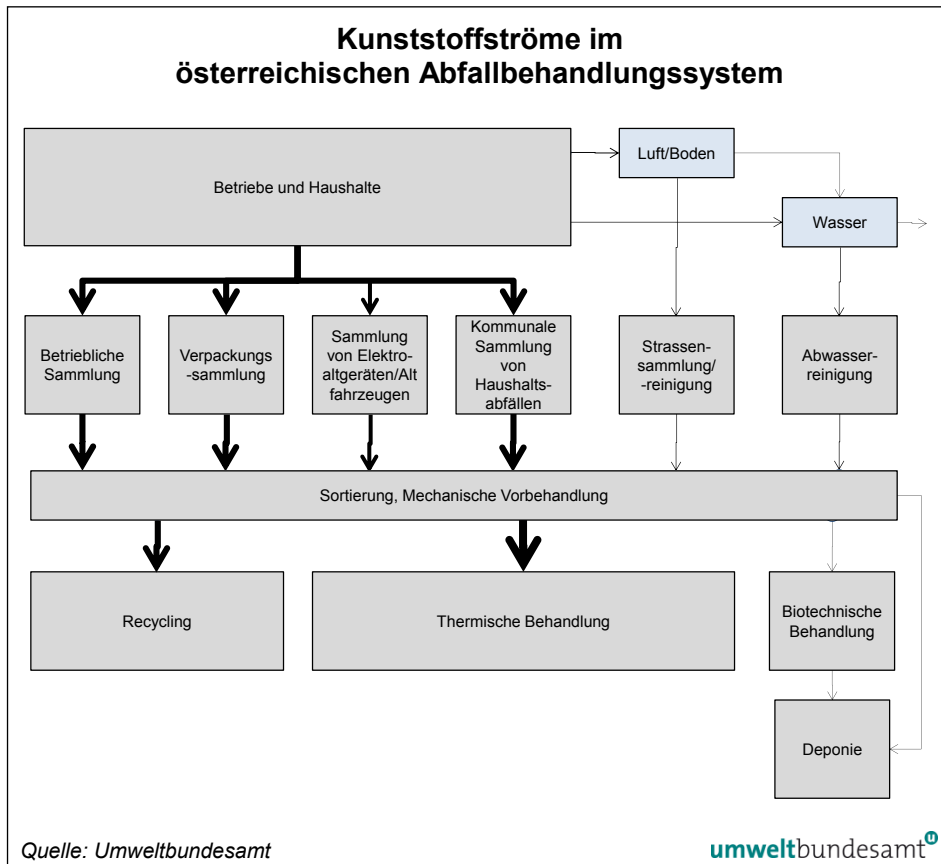 Kunststoffströme im
österreichischen Abfallbehandlungssystem
Betriebe und Haushalte
Luft/Boden
Wasser
Betriebliche
Sammlung
Verpackungs
-sammlung
Sammlung
von Elektro-
altgeräten/Alt
fahrzeugen
Kommunale
Sammlung
von
Haushalts-
abfällen
Strassen-
sammlung/
-reinigung
Abwasser-
reinigung
Sortierung, Mechanische Vorbehandlung
Recycling
Thermische Behandlung
Biotechnische
Behandlung
Deponie
Quelle: Umweltbundesamt
umweltbundesamt u